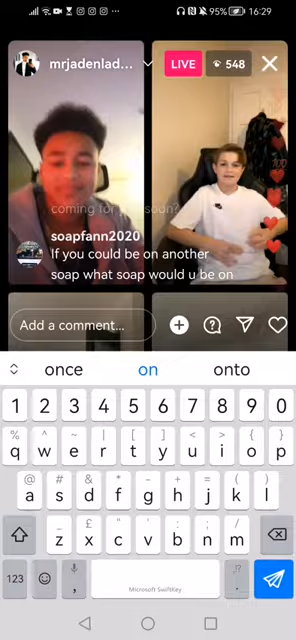 95%
16:29
mrjadenlad...
LIVE
548
coming for you soon?
soapfann2020
If you could be on another
soap what soap would u be on
Add a comment...
once
on
onto
1 2 3 4 5 6 7 8 9 0
% ^ ~ | [ ] < > { }
q w e r t y u i o p
@ # & * - + = ( )
a s d f g h j k l
_ £ " ' : ; /
z x c v b n m
123
,
Microsoft SwiftKey
,!?
.